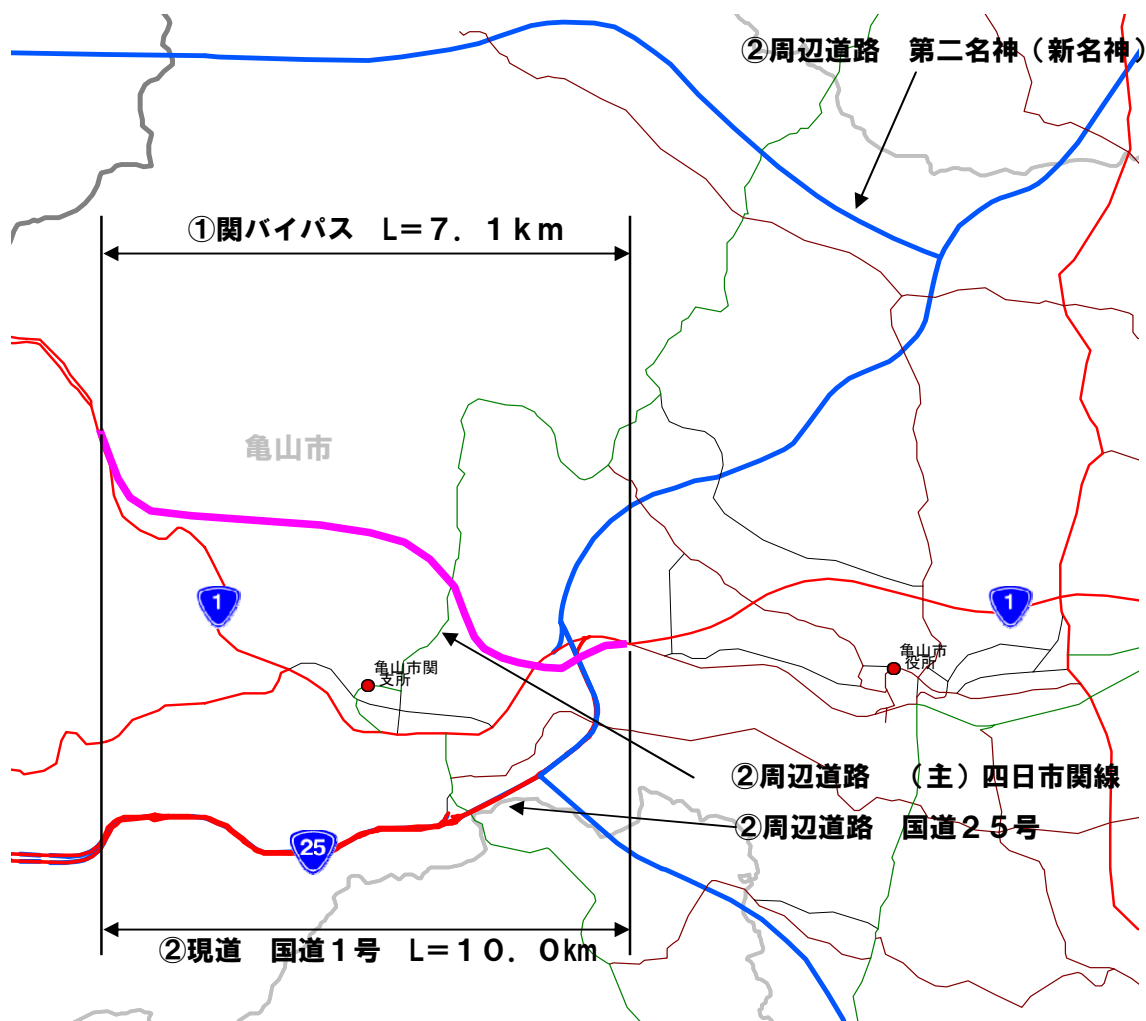 ②周辺道路　第二名神（新名神）
①関バイパス　L＝７．１ｋｍ
亀山市
1
1
亀山市関
支所
亀山市
役所
②周辺道路　（主）四日市関線
②周辺道路　国道２５号
25
②現道　国道１号　L＝１０．０㎞